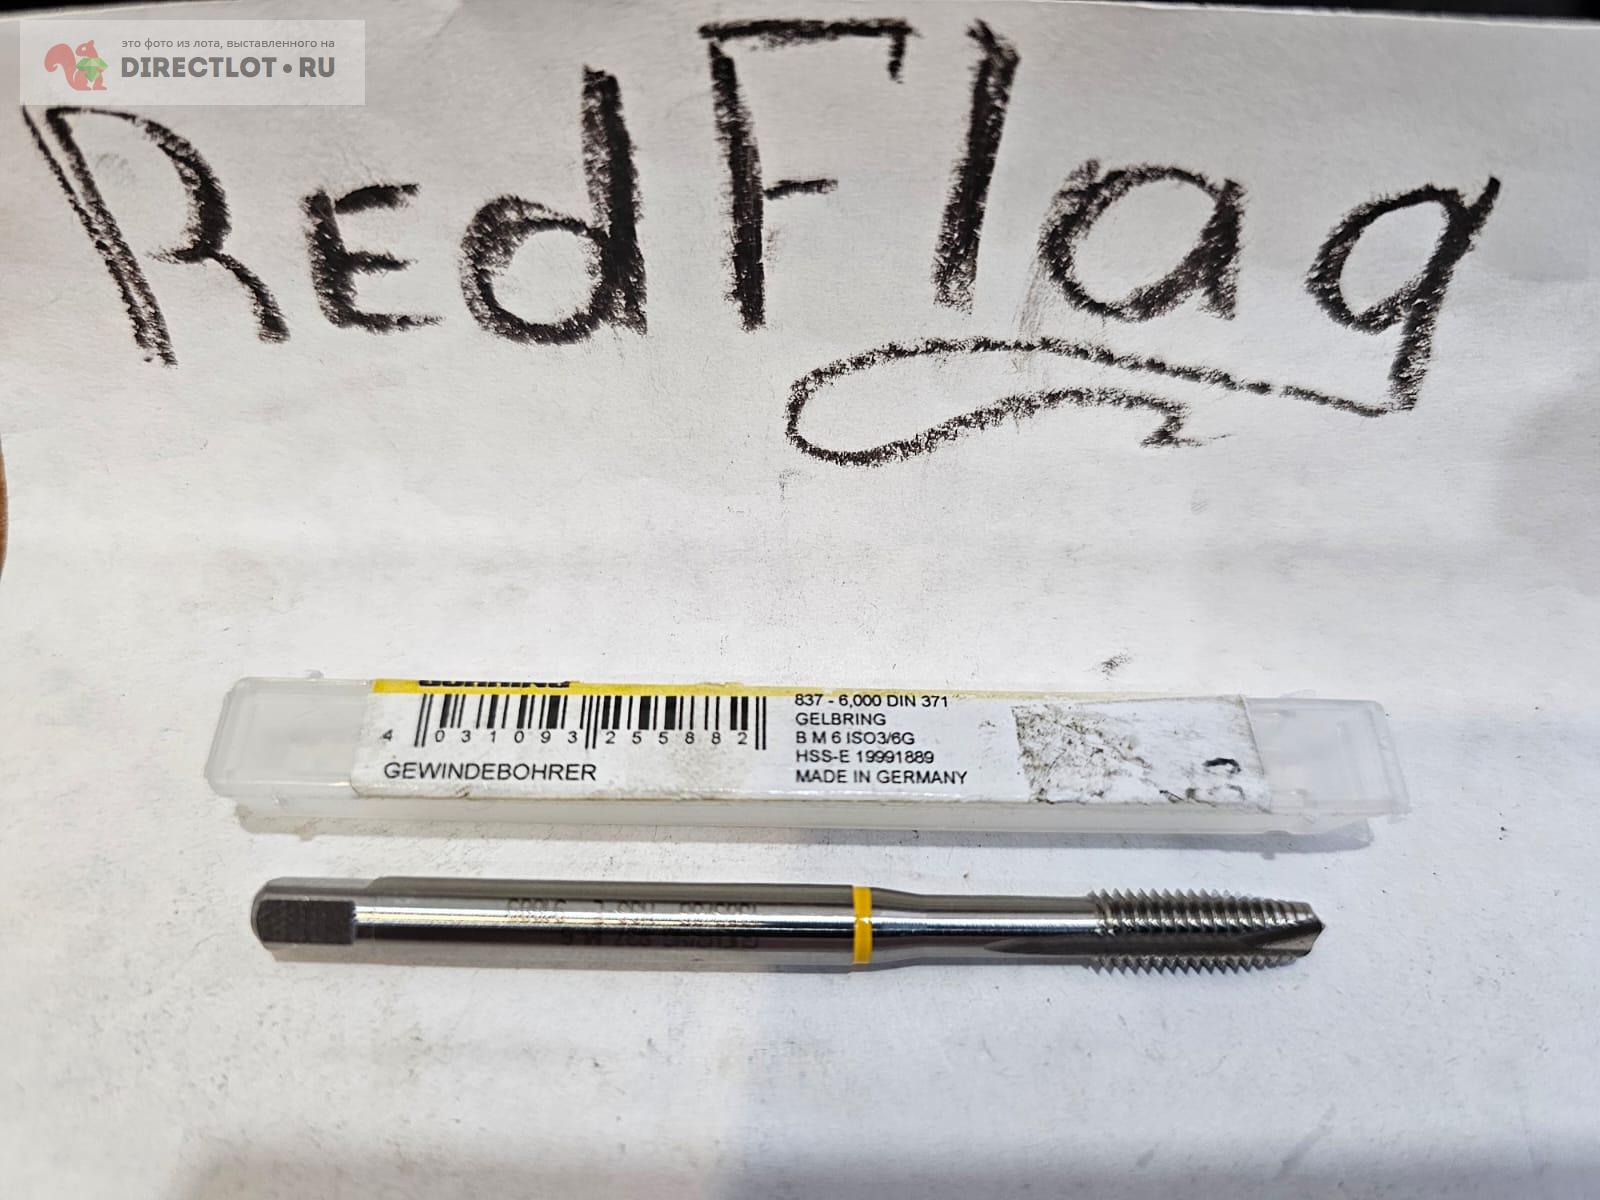 это фото из лота, выставленного на
DIRECTLOT•RU
RedFlag
837 - 6,000 DIN 371
GELBRING
B M 6 ISO3/6G
HSS-E 19991889
MADE IN GERMANY
4 031093 255882
GEWINDEBOHRER